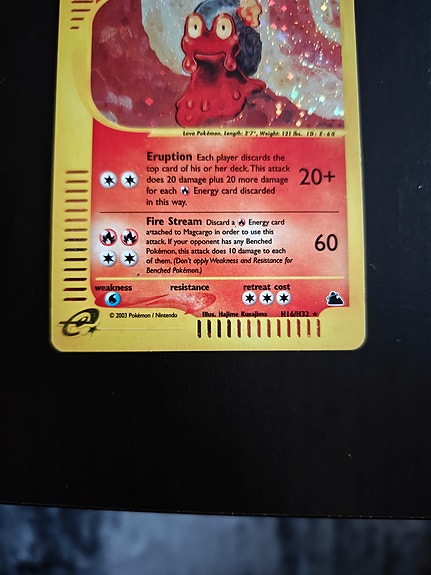 Lava Pokémon. Length: 2'7", Weight: 121 lbs. ID: E-60
Eruption Each player discards the
top card of his or her deck. This attack
does 20 damage plus 20 more damage
for each Energy card discarded
in this way.
20+
Fire Stream Discard a Energy card
attached to Magcargo in order to use this
attack. If your opponent has any Benched
Pokémon, this attack does 10 damage to each
of them. (Don't apply Weakness and Resistance for
Benched Pokémon.)
60
weakness resistance retreat cost
e
© 2003 Pokémon / Nintendo Illus. Hajime Kusajima H16/H32 ★